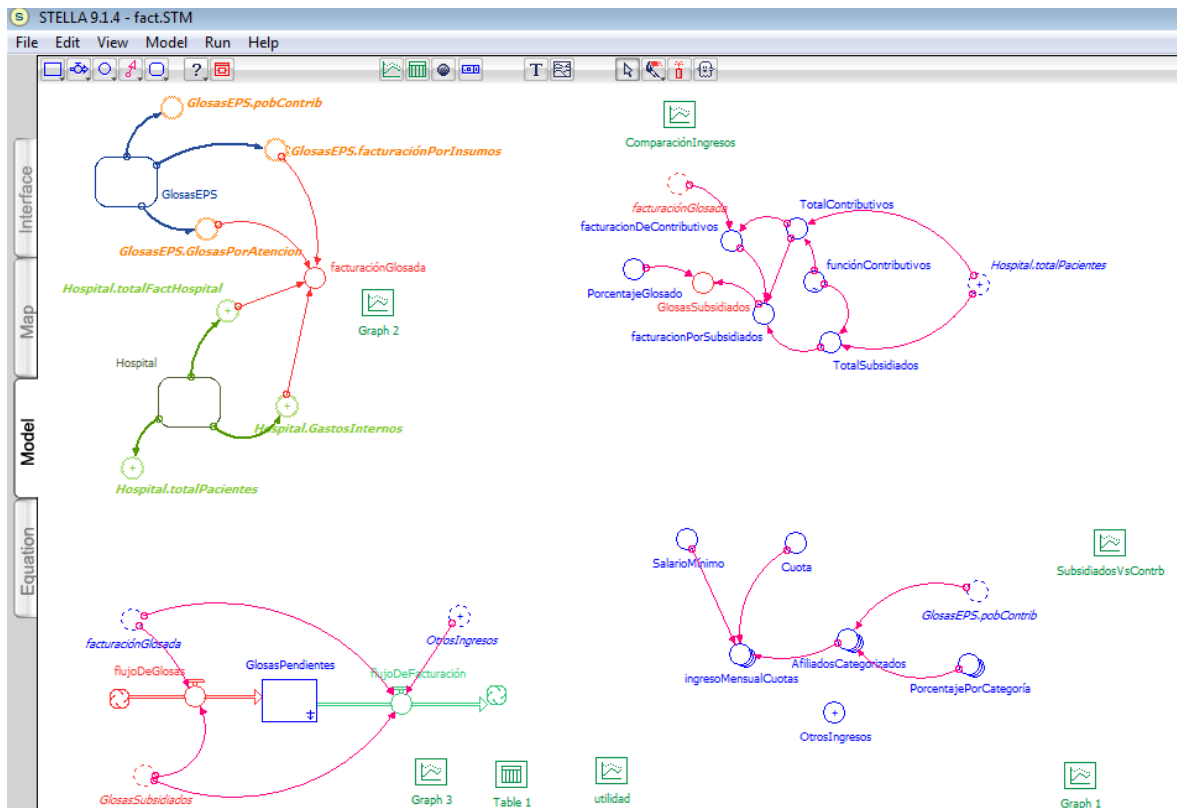 STELLA 9.1.4 - fact.STM
File Edit View Model Run Help
Interface
Map
Model
Equation
GlosasEPS.pobContrib
GlosasEPS.facturaciónPorInsumos
GlosasEPS
GlosasEPS.GlosasPorAtencion
facturaciónGlosada
Hospital.totalFactHospital
Graph 2
Hospital
Hospital.GastosInternos
Hospital.totalPacientes
ComparaciónIngresos
facturaciónGlosada
TotalContributivos
facturacionDeContributivos
funciónContributivos
Hospital.totalPacientes
PorcentajeGlosado
GlosasSubsidiados
facturacionPorSubsidiados
TotalSubsidiados
facturaciónGlosada
OtrosIngresos
flujoDeGlosas
GlosasPendientes
flujoDeFacturación
GlosasSubsidiados
Graph 3
Table 1
utilidad
SalarioMínimo
Cuota
SubsidiadosVsContrb
GlosasEPS.pobContrib
AfiliadosCategorizados
ingresoMensualCuotas
PorcentajePorCategoría
OtrosIngresos
Graph 1